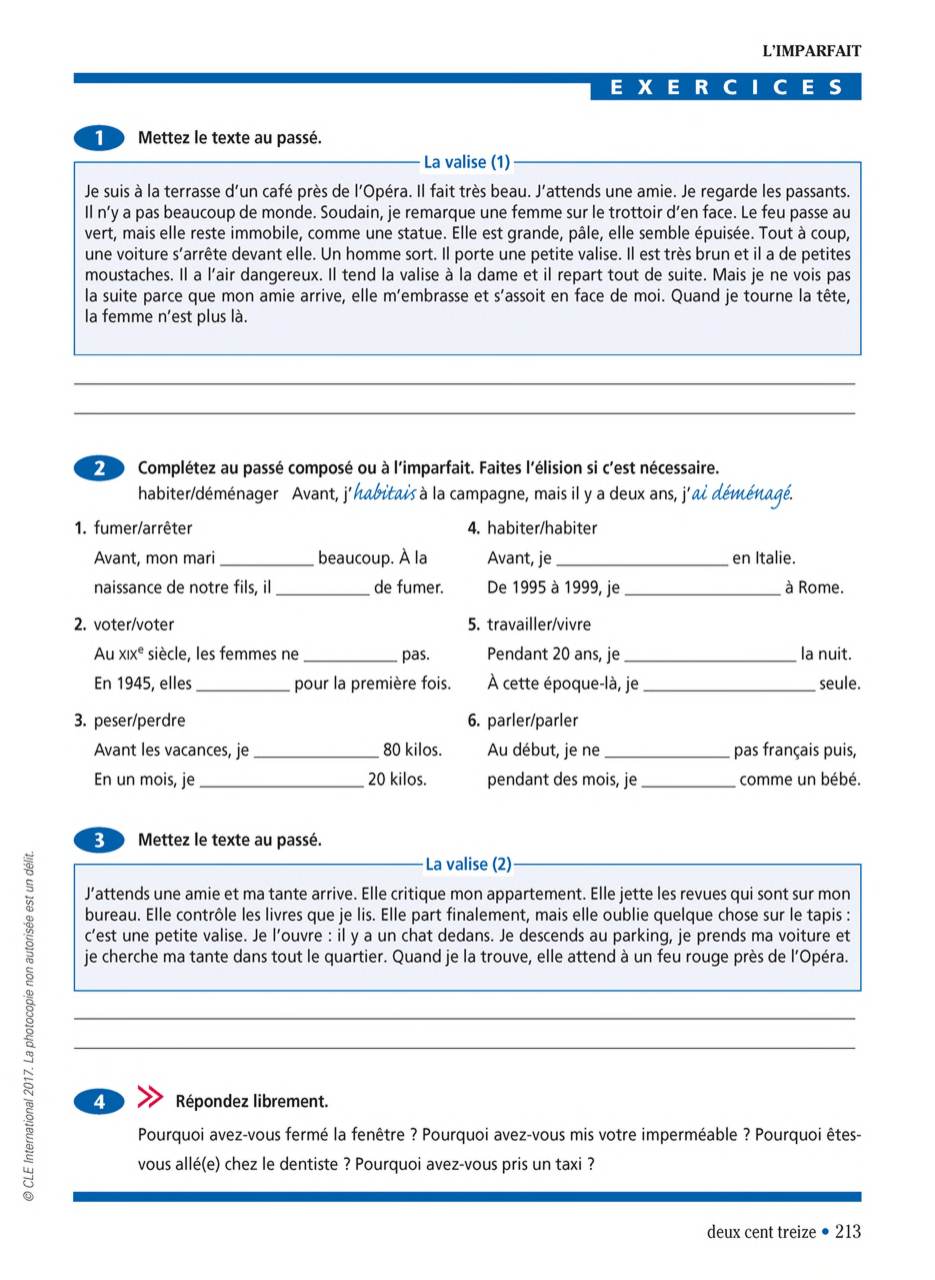 L'IMPARFAIT
E X E R C I C E S
1 Mettez le texte au passé.
La valise (1)
Je suis à la terrasse d'un café près de l'Opéra. Il fait très beau. J'attends une amie. Je regarde les passants.
Il n'y a pas beaucoup de monde. Soudain, je remarque une femme sur le trottoir d'en face. Le feu passe au
vert, mais elle reste immobile, comme une statue. Elle est grande, pâle, elle semble épuisée. Tout à coup,
une voiture s'arrête devant elle. Un homme sort. Il porte une petite valise. Il est très brun et il a de petites
moustaches. Il a l'air dangereux. Il tend la valise à la dame et il repart tout de suite. Mais je ne vois pas
la suite parce que mon amie arrive, elle m'embrasse et s'assoit en face de moi. Quand je tourne la tête,
la femme n'est plus là.
2 Complétez au passé composé ou à l'imparfait. Faites l'élision si c'est nécessaire.
habiter/déménager Avant, j'habitais à la campagne, mais il y a deux ans, j'ai déménagé.
1. fumer/arrêter
Avant, mon mari __________ beaucoup. À la
naissance de notre fils, il __________ de fumer.
2. voter/voter
Au XIXe siècle, les femmes ne __________ pas.
En 1945, elles __________ pour la première fois.
3. peser/perdre
Avant les vacances, je __________ 80 kilos.
En un mois, je __________ 20 kilos.
4. habiter/habiter
Avant, je __________ en Italie.
De 1995 à 1999, je __________ à Rome.
5. travailler/vivre
Pendant 20 ans, je __________ la nuit.
À cette époque-là, je __________ seule.
6. parler/parler
Au début, je ne __________ pas français puis,
pendant des mois, je __________ comme un bébé.
3 Mettez le texte au passé.
La valise (2)
J'attends une amie et ma tante arrive. Elle critique mon appartement. Elle jette les revues qui sont sur mon
bureau. Elle contrôle les livres que je lis. Elle part finalement, mais elle oublie quelque chose sur le tapis :
c'est une petite valise. Je l'ouvre : il y a un chat dedans. Je descends au parking, je prends ma voiture et
je cherche ma tante dans tout le quartier. Quand je la trouve, elle attend à un feu rouge près de l'Opéra.
4 Répondez librement.
Pourquoi avez-vous fermé la fenêtre ? Pourquoi avez-vous mis votre imperméable ? Pourquoi êtes-
vous allé(e) chez le dentiste ? Pourquoi avez-vous pris un taxi ?
© CLE International 2017. La photocopie non autorisée est un délit.
deux cent treize • 213